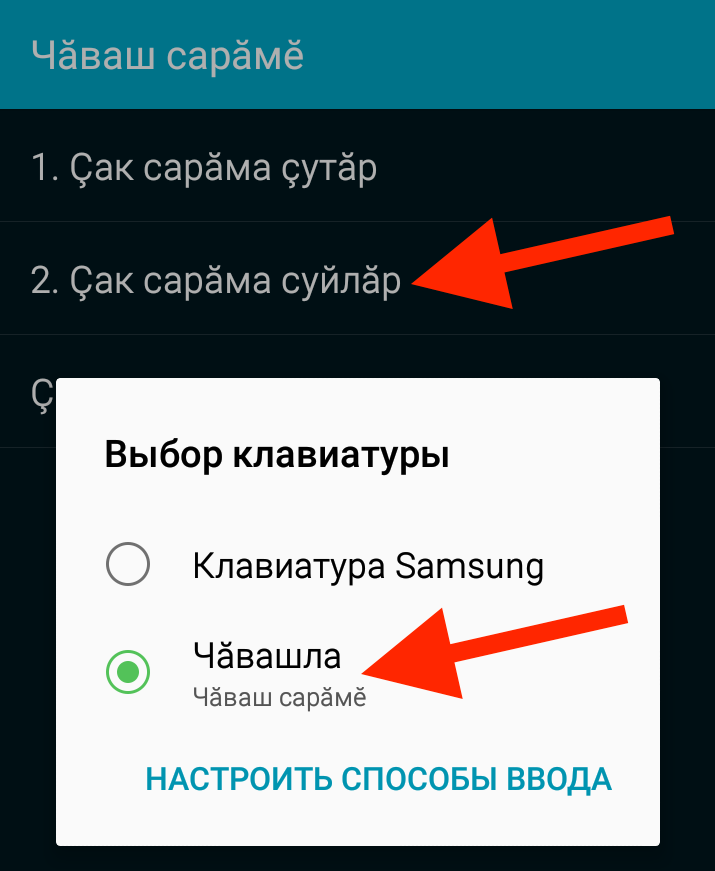 Чӑваш сарӑмӗ
1. Ҫак сарӑма ҫутӑр
2. Ҫак сарӑма суйлӑр
Ҫ
Выбор клавиатуры
Клавиатура Samsung
Чӑвашла
Чӑваш сарӑмӗ
НАСТРОИТЬ СПОСОБЫ ВВОДА